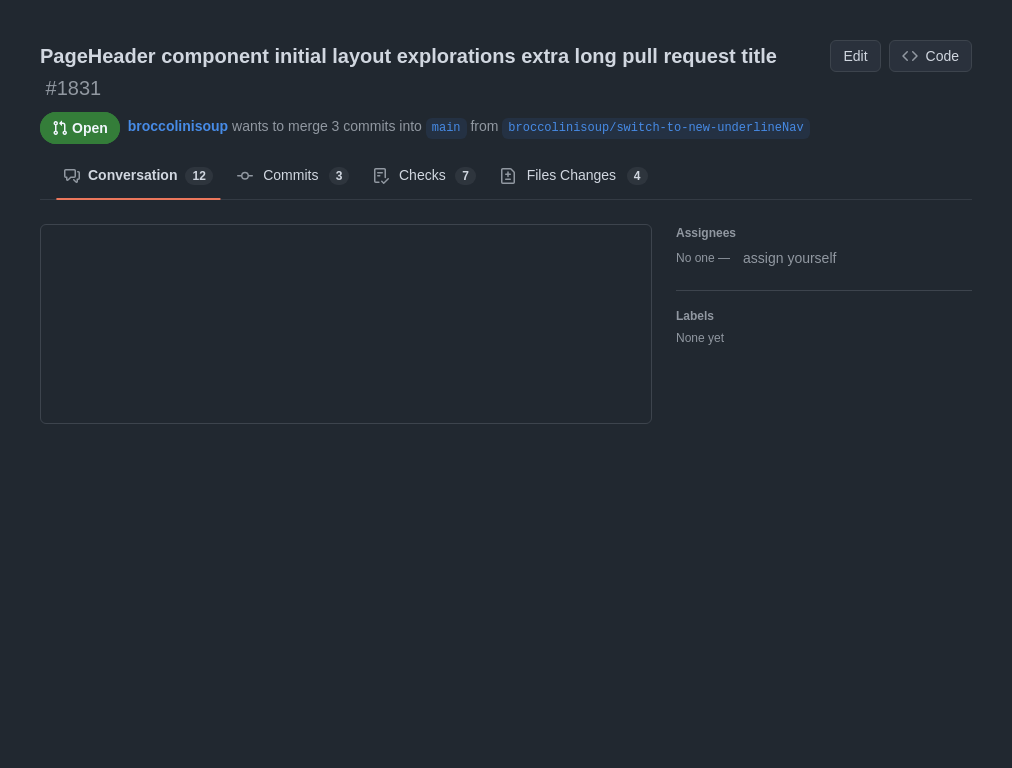 PageHeader component initial layout explorations extra long pull request title
#1831
Edit
Code
Open
broccolinisoup wants to merge 3 commits into main from broccolinisoup/switch-to-new-underlineNav
Conversation 12
Commits 3
Checks 7
Files Changes 4
Assignees
No one — assign yourself
Labels
None yet